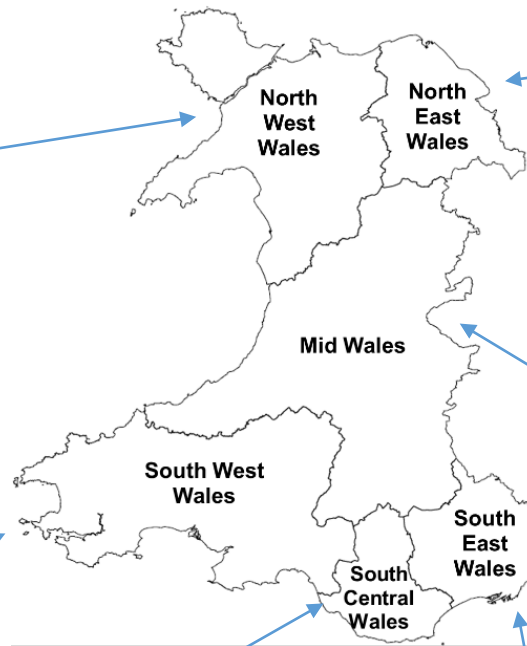 North
West
Wales
North
East
Wales
Mid Wales
South West
Wales
South
East
Wales
South
Central
Wales